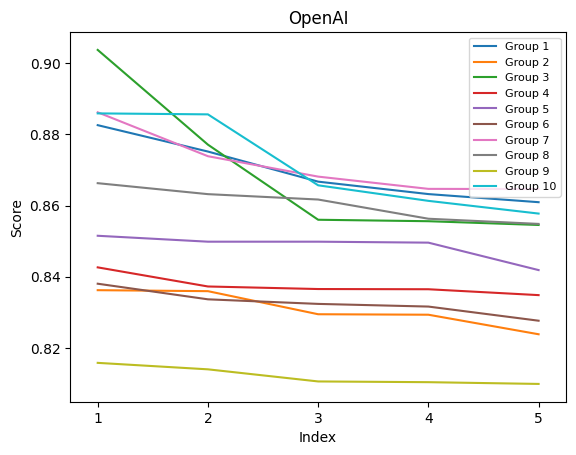 OpenAI
Score
0.90
0.88
0.86
0.84
0.82
Group 1
Group 2
Group 3
Group 4
Group 5
Group 6
Group 7
Group 8
Group 9
Group 10
1 2 3 4 5
Index